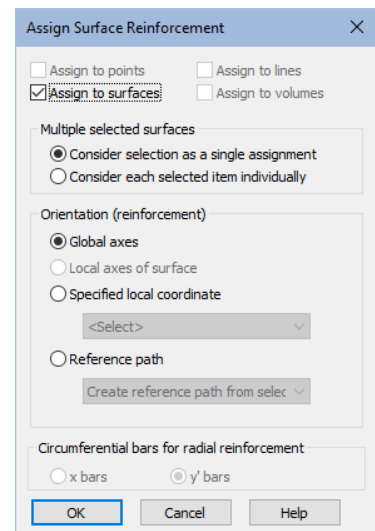 Assign Surface Reinforcement
Assign to points Assign to lines
Assign to surfaces Assign to volumes
Multiple selected surfaces
Consider selection as a single assignment
Consider each selected item individually
Orientation (reinforcement)
Global axes
Local axes of surface
Specified local coordinate
<Select>
Reference path
Create reference path from selec
Circumferential bars for radial reinforcement
x bars y' bars
OK Cancel Help